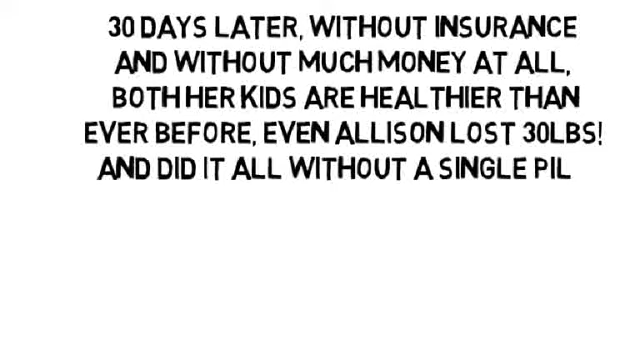 30 DAYS LATER, WITHOUT INSURANCE
AND WITHOUT MUCH MONEY AT ALL,
BOTH HER KIDS ARE HEALTHIER THAN
EVER BEFORE, EVEN ALLISON LOST 30LBS!
AND DID IT ALL WITHOUT A SINGLE PIL